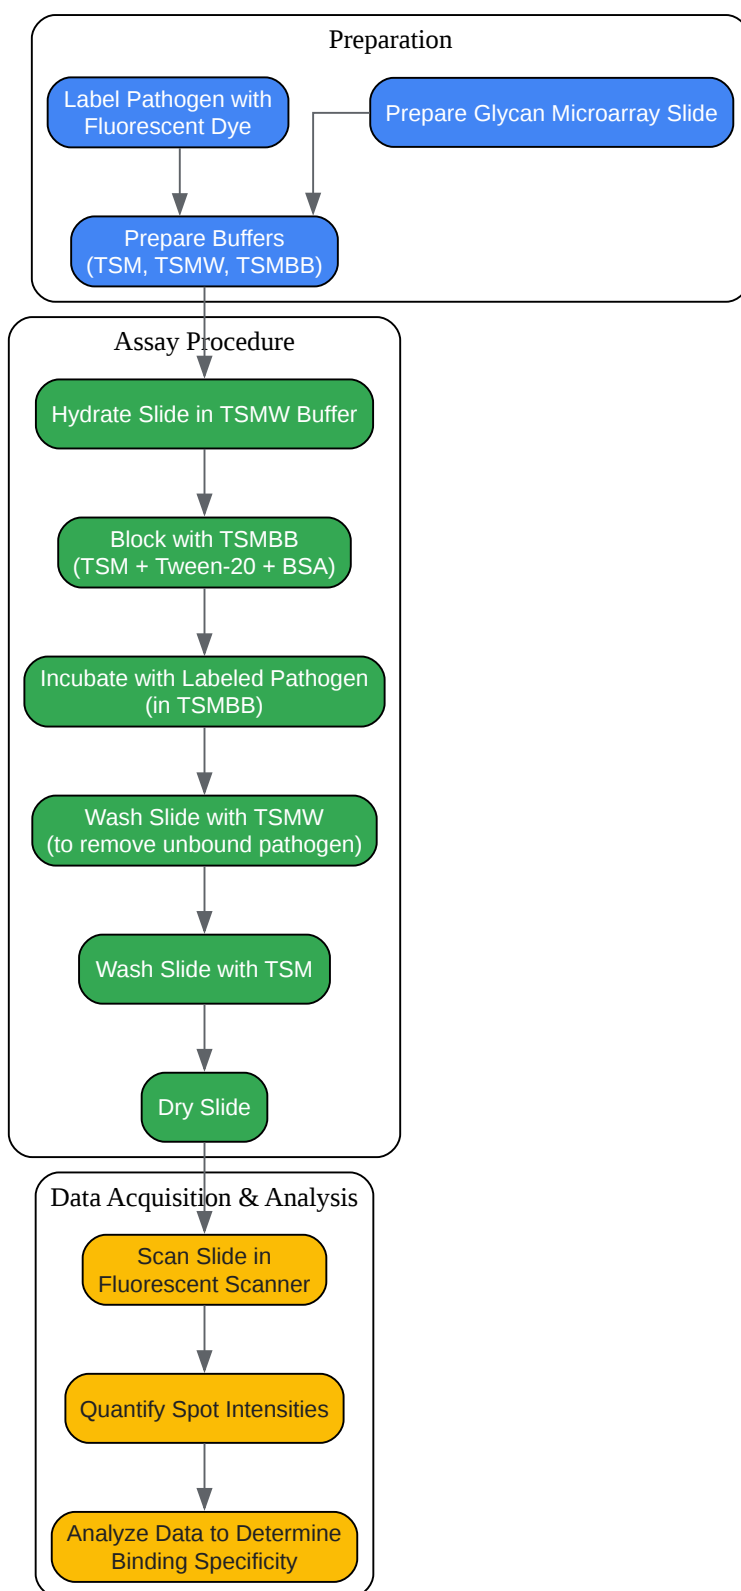 Preparation
Label Pathogen with
Fluorescent Dye
Prepare Glycan Microarray Slide
Prepare Buffers
(TSM, TSMW, TSMBB)
Assay Procedure
Hydrate Slide in TSMW Buffer
Block with TSMBB
(TSM + Tween-20 + BSA)
Incubate with Labeled Pathogen
(in TSMBB)
Wash Slide with TSMW
(to remove unbound pathogen)
Wash Slide with TSM
Dry Slide
Data Acquisition & Analysis
Scan Slide in
Fluorescent Scanner
Quantify Spot Intensities
Analyze Data to Determine
Binding Specificity